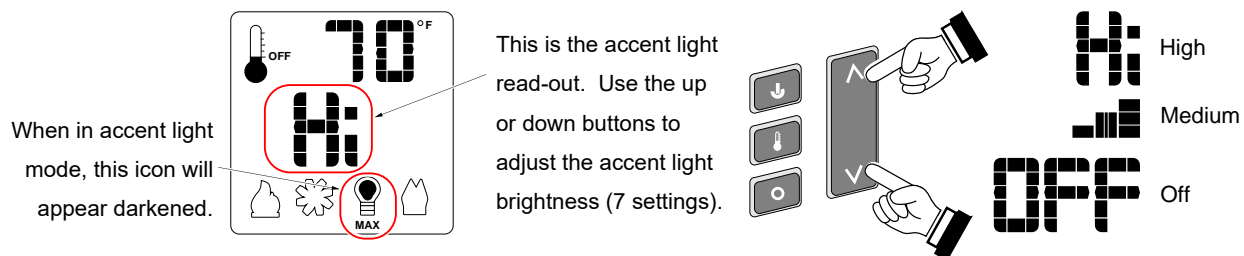 When in accent light
mode, this icon will
appear darkened.
OFF
70°F
Hi
MAX
This is the accent light
read-out.  Use the up
or down buttons to
adjust the accent light
brightness (7 settings).
Hi High
Medium
OFF Off